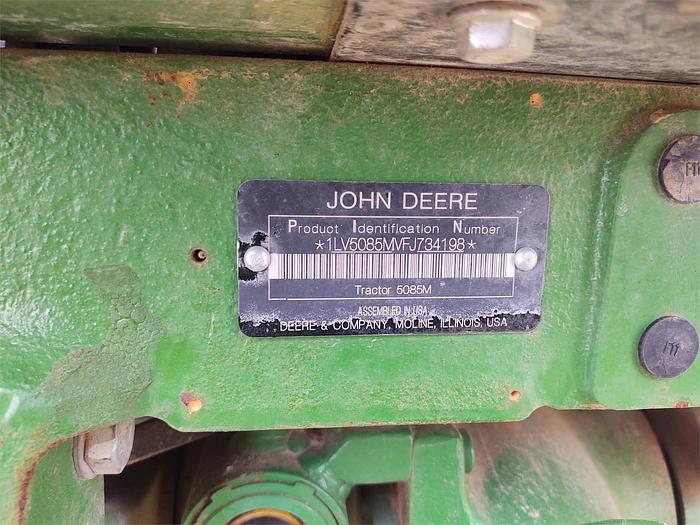 JOHN DEERE
Product Identification Number
*1LV5085MVFJ734198*
Tractor 5085M
ASSEMBLED IN USA
DEERE & COMPANY, MOLINE, ILLINOIS, USA